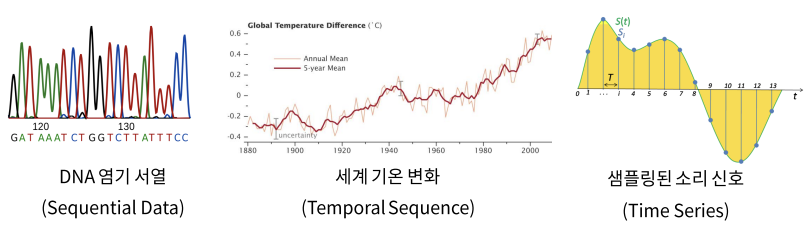 120 130
GAT AAAT CTGGTCTTATTTCC
DNA 염기 서열
(Sequential Data)
Global Temperature Difference (˚C)
0.6
0.4
0.2
0.
-0.2
-0.4
Annual Mean
5-year Mean
uncertainty
1880 1900 1920 1940 1960 1980 2000
세계 기온 변화
(Temporal Sequence)
S(t)
Si
T
0 1 ... i 4 5 6 7 8 9 10 11 12 13 t
샘플링된 소리 신호
(Time Series)